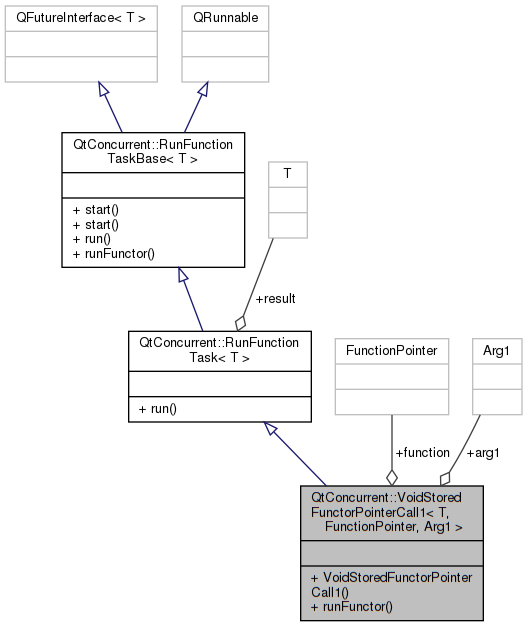 QFutureInterface< T >
QRunnable
QtConcurrent::RunFunction
TaskBase< T >
+ start()
+ start()
+ run()
+ runFunctor()
T
+result
QtConcurrent::RunFunction
Task< T >
+ run()
FunctionPointer
Arg1
+function
+arg1
QtConcurrent::VoidStored
FunctorPointerCall1< T,
FunctionPointer, Arg1 >
+ VoidStoredFunctorPointer
Call1()
+ runFunctor()